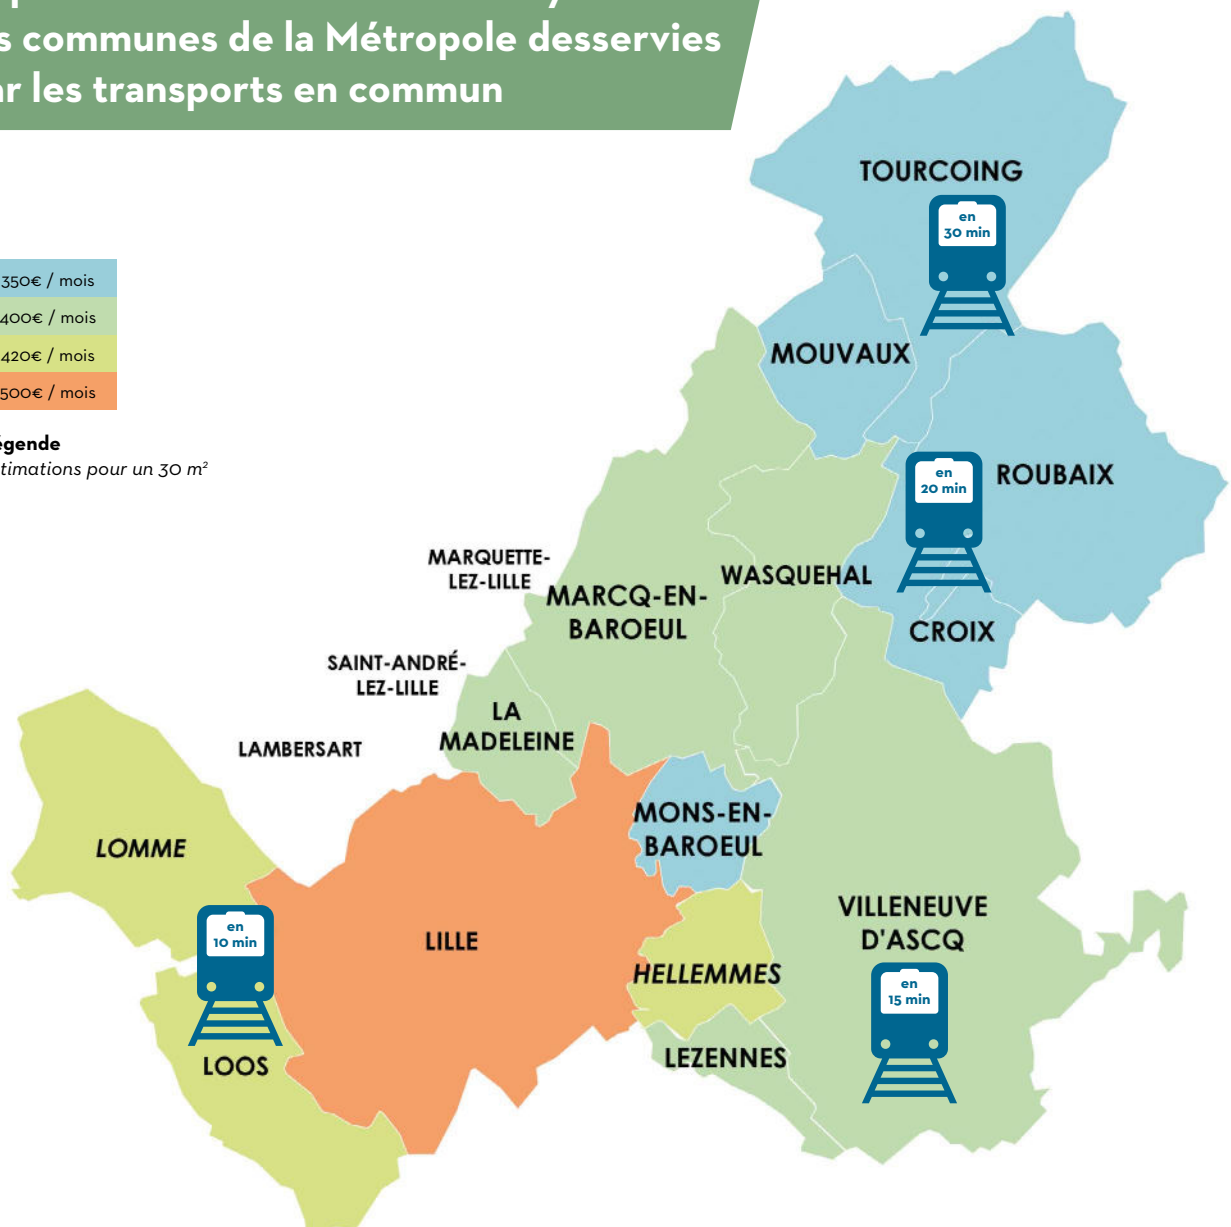 s communes de la Métropole desservies
ar les transports en commun
350€ / mois
400€ / mois
420€ / mois
500€ / mois
égende
timations pour un 30 m²
TOURCOING
en
30 min
MOUVAUX
ROUBAIX
en
20 min
MARQUETTE-
LEZ-LILLE
MARCQ-EN-
BAROEUL
WASQUEHAL
CROIX
SAINT-ANDRÉ-
LEZ-LILLE
LA
MADELEINE
LAMBERSART
MONS-EN-
BAROEUL
LOMME
LILLE
en
10 min
LOOS
HELLEMMES
VILLENEUVE
D'ASCQ
en
15 min
LEZENNES